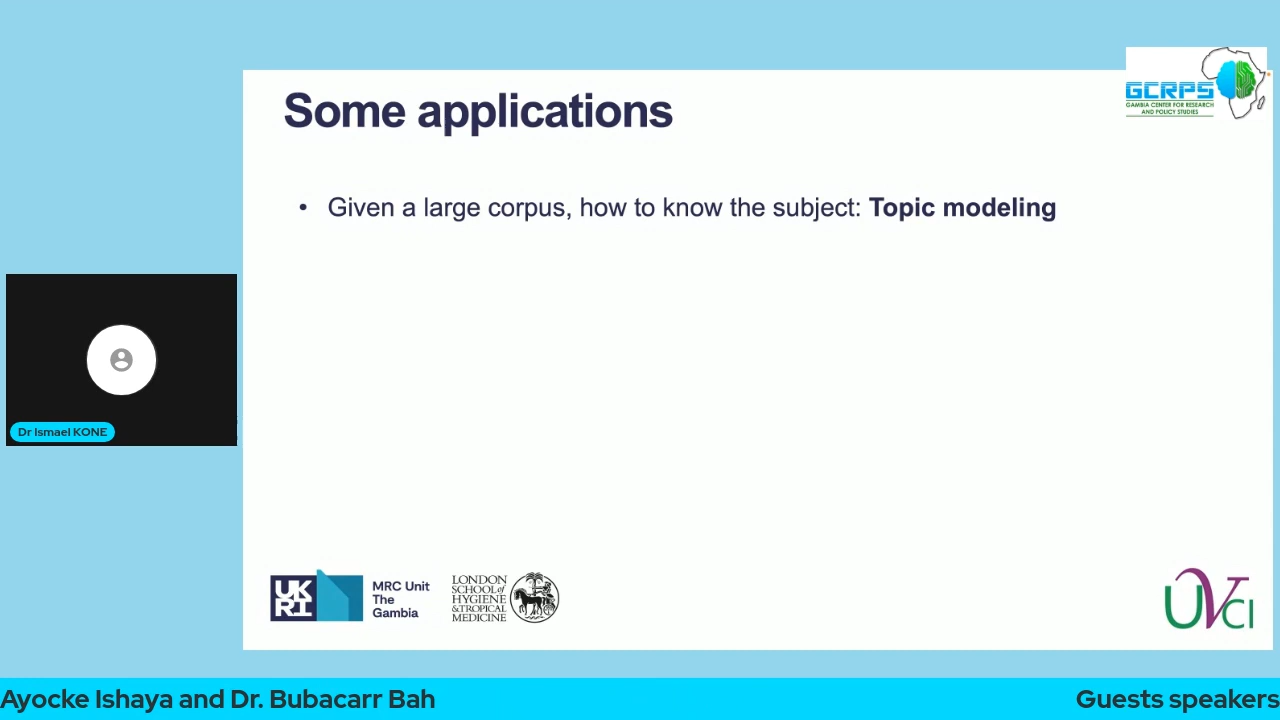 GCRPS
GAMBIA CENTER FOR RESEARCH
AND POLICY STUDIES
Some applications
• Given a large corpus, how to know the subject: Topic modeling
Dr Ismael KONE
UK
RI
MRC Unit
The
Gambia
LONDON
SCHOOL of
HYGIENE
& TROPICAL
MEDICINE
UVCI
Ayocke Ishaya and Dr. Bubacarr Bah
Guests speakers